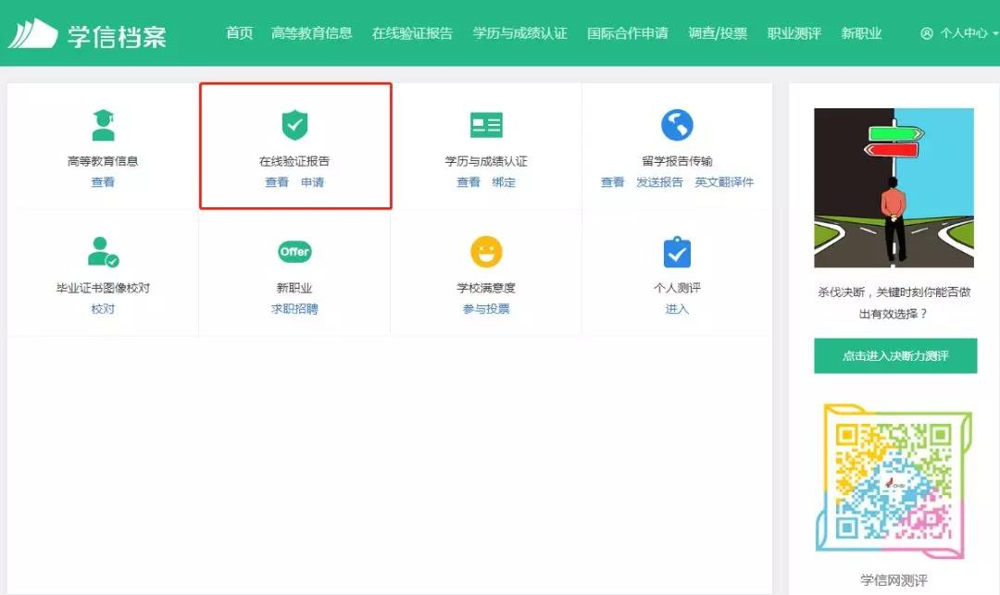 学信档案
首页 高等教育信息 在线验证报告 学历与成绩认证 国际合作申请 调查/投票 职业测评 新职业 个人中心
高等教育信息 在线验证报告 学历与成绩认证 留学报告传输
查看 查看 申请 查看 绑定 查看 发送报告 英文翻译件
Offer
毕业证书图像校对 新职业 学校满意度 个人测评
校对 求职招聘 参与投票 进入
杀伐决断，关键时刻你能否做
出有效选择？
点击进入决断力测评
学信网测评